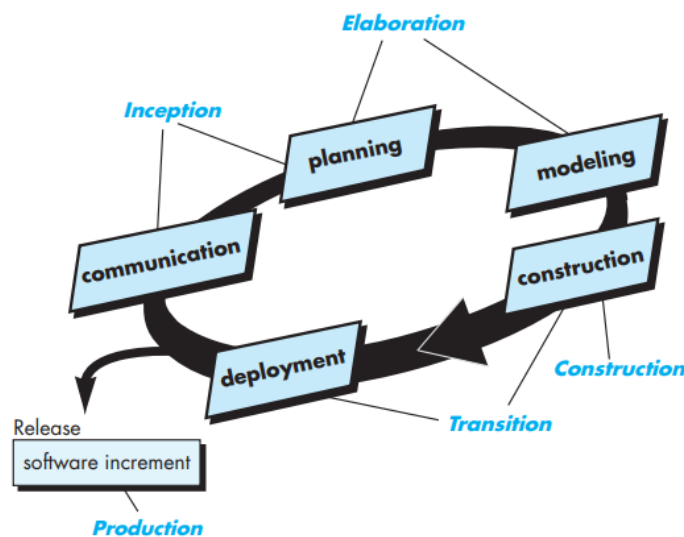 Elaboration
Inception
planning
modeling
communication
construction
deployment
Construction
Transition
Release
software increment
Production